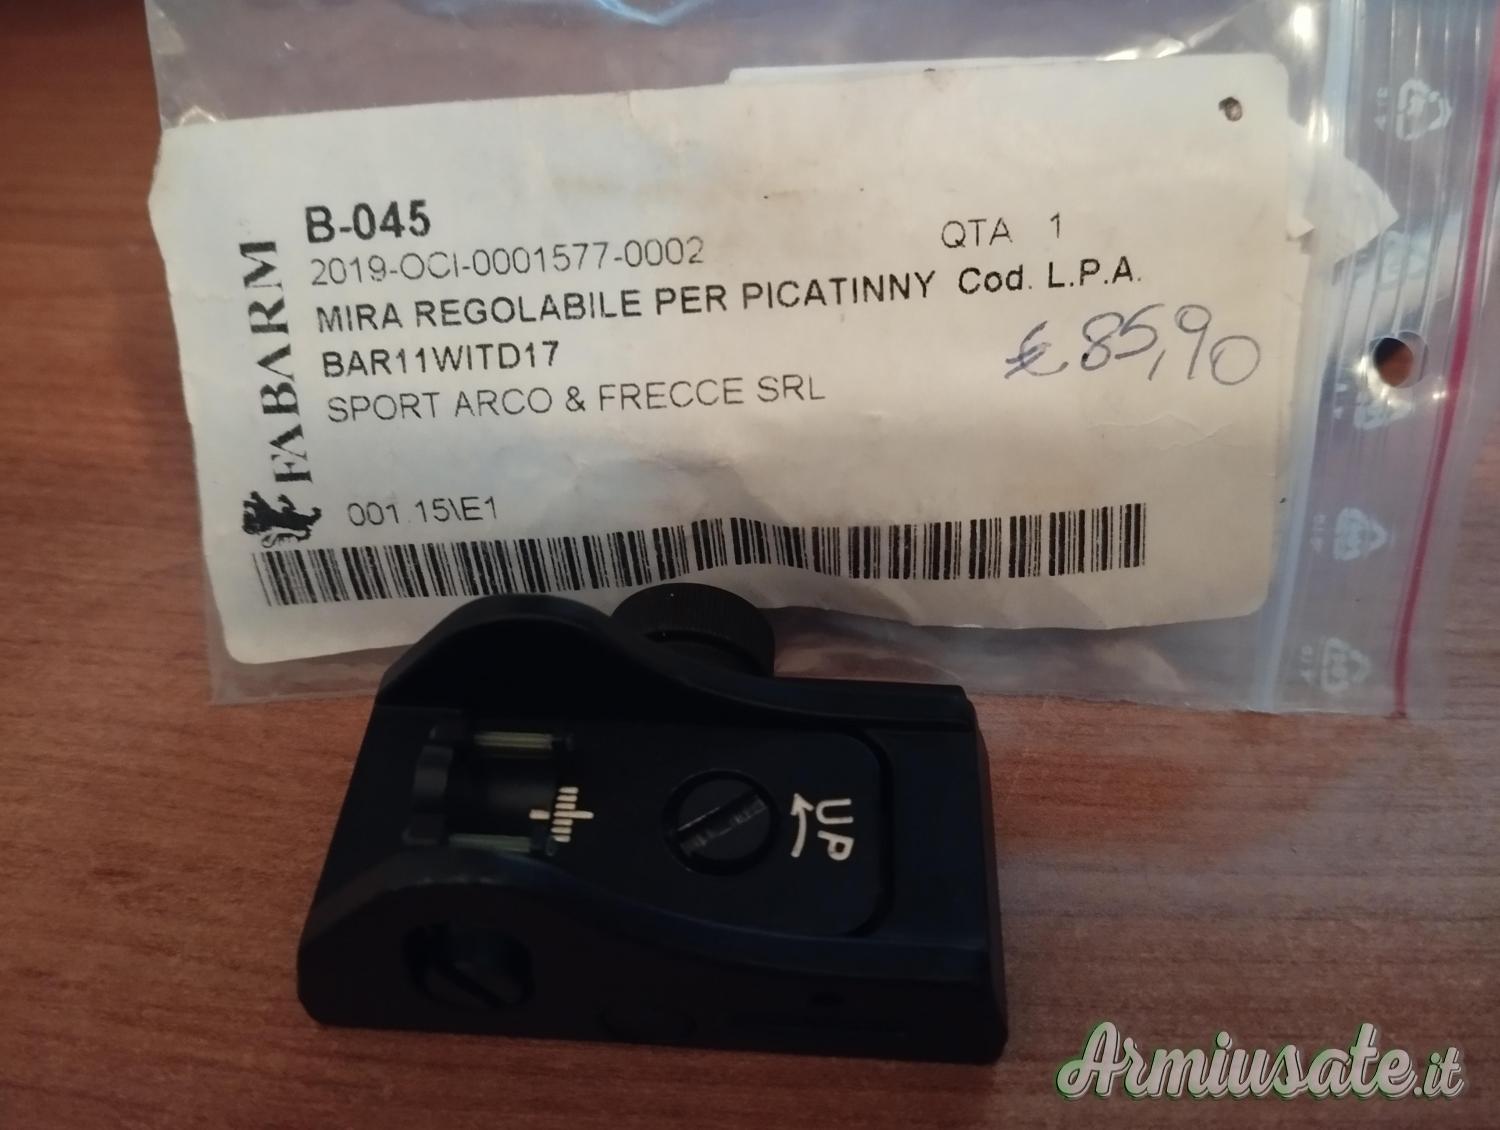 FABARM
B-045
2019-OCI-0001577-0002 QTA 1
MIRA REGOLABILE PER PICATINNY Cod. L.P.A.
BAR11WITD17
€ 85,90
SPORT ARCO & FRECCE SRL
001.15\E1
UP
Armiusate.it